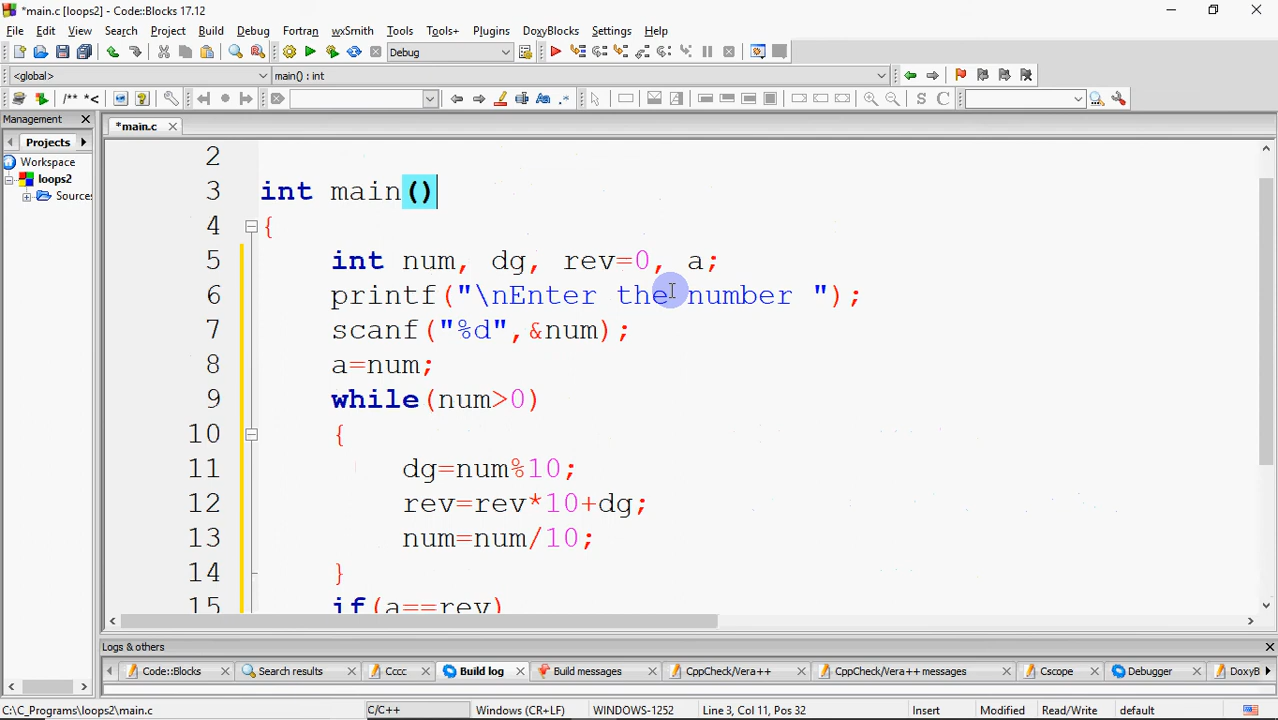 *main.c [loops2] - Code::Blocks 17.12
File Edit View Search Project Build Debug Fortran wxSmith Tools Tools+ Plugins DoxyBlocks Settings Help
Debug
<global> main() : int
/** *< S C
Management *main.c
Projects
Workspace
loops2
Sources
2
3 int main()
4 {
5 int num, dg, rev=0, a;
6 printf("\nEnter the number ");
7 scanf("%d",&num);
8 a=num;
9 while(num>0)
10 {
11 dg=num%10;
12 rev=rev*10+dg;
13 num=num/10;
14 }
15 if(a==rev)
Logs & others
Code::Blocks Search results Cccc Build log Build messages CppCheck/Vera++ CppCheck/Vera++ messages Cscope Debugger DoxyB
C:\C_Programs\loops2\main.c C/C++ Windows (CR+LF) WINDOWS-1252 Line 3, Col 11, Pos 32 Insert Modified Read/Write default